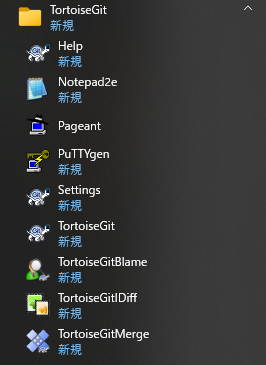 TortoiseGit
新規
Help
新規
Notepad2e
新規
Pageant
PuTTYgen
新規
Settings
新規
TortoiseGit
新規
TortoiseGitBlame
新規
TortoiseGitIDiff
新規
TortoiseGitMerge
新規